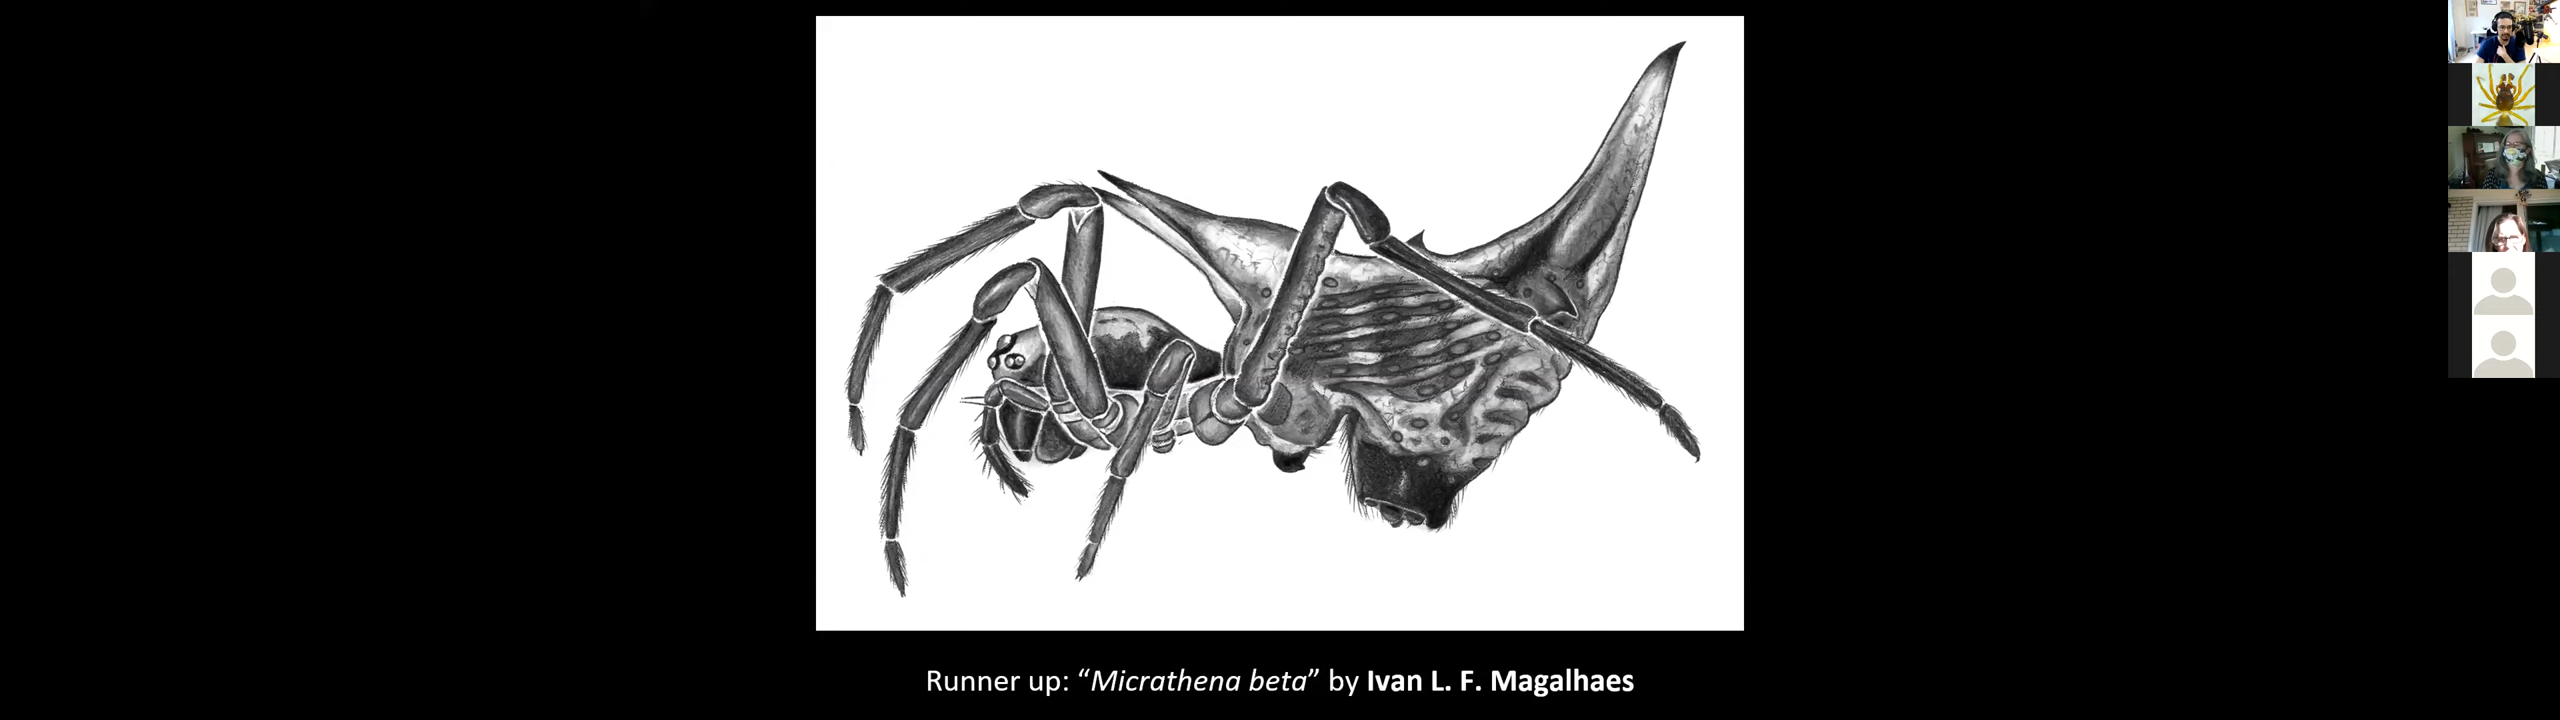 Runner up: “Micrathena beta” by Ivan L. F. Magalhaes